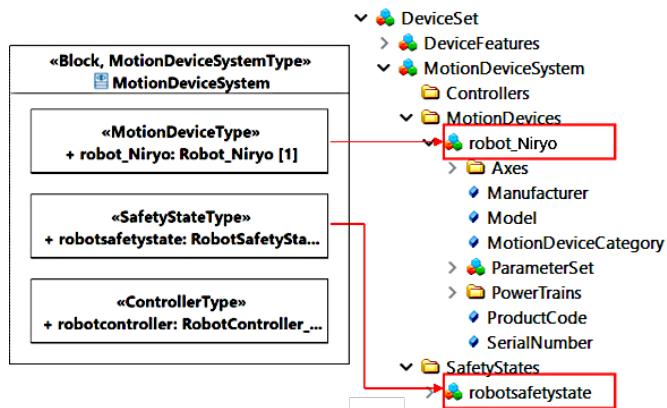 «Block, MotionDeviceSystemType»
MotionDeviceSystem
«MotionDeviceType»
+ robot_Niryo: Robot_Niryo [1]
«SafetyStateType»
+ robotsafetystate: RobotSafetySta...
«ControllerType»
+ robotcontroller: RobotController_...
DeviceSet
DeviceFeatures
MotionDeviceSystem
Controllers
MotionDevices
robot_Niryo
Axes
Manufacturer
Model
MotionDeviceCategory
ParameterSet
PowerTrains
ProductCode
SerialNumber
SafetyStates
robotsafetystate